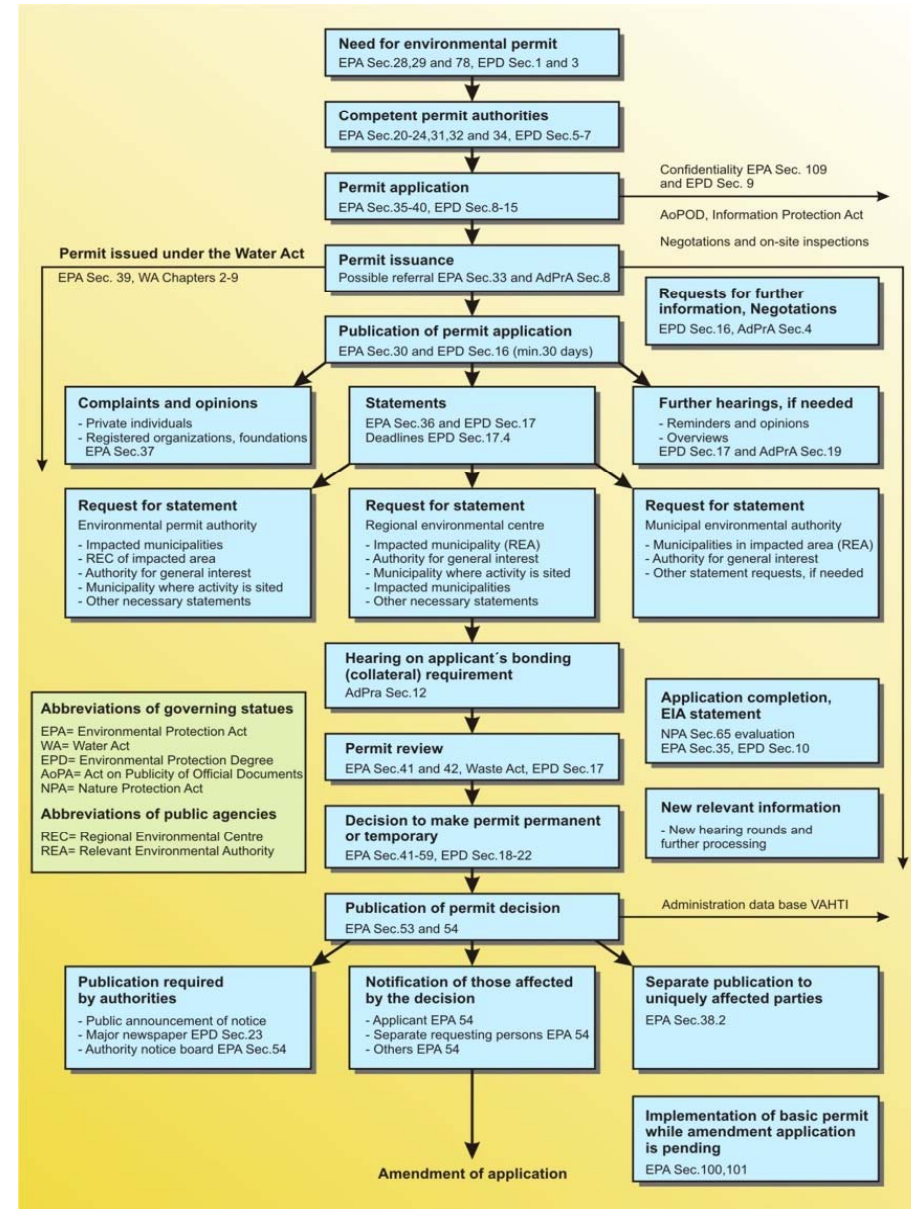 Need for environmental permit
EPA Sec.28,29 and 78, EPD Sec.1 and 3
Competent permit authorities
EPA Sec.20-24,31,32 and 34, EPD Sec.5-7
Permit application
EPA Sec.35-40, EPD Sec.8-15
Confidentiality EPA Sec. 109
and EPD Sec. 9
AoPOD, Information Protection Act
Negotations and on-site inspections
Permit issued under the Water Act
EPA Sec. 39, WA Chapters 2-9
Permit issuance
Possible referral EPA Sec.33 and AdPrA Sec.8
Requests for further
information, Negotations
EPD Sec.16, AdPrA Sec.4
Publication of permit application
EPA Sec.30 and EPD Sec.16 (min.30 days)
Complaints and opinions
- Private individuals
- Registered organizations, foundations
EPA Sec.37
Statements
EPA Sec.36 and EPD Sec.17
Deadlines EPD Sec.17.4
Further hearings, if needed
- Reminders and opinions
- Overviews
EPD Sec.17 and AdPrA Sec.19
Request for statement
Environmental permit authority
- Impacted municipalities
- REC of impacted area
- Authority for general interest
- Municipality where activity is sited
- Other necessary statements
Request for statement
Regional environmental centre
- Impacted municipality (REA)
- Authority for general interest
- Municipality where activity is sited
- Impacted municipalities
- Other necessary statements
Request for statement
Municipal environmental authority
- Municipalities in impacted area (REA)
- Authority for general interest
- Other statement requests, if needed
Hearing on applicant´s bonding
(collateral) requirement
AdPra Sec.12
Abbreviations of governing statues
EPA= Environmental Protection Act
WA= Water Act
EPD= Environmental Protection Degree
AoPA= Act on Publicity of Official Documents
NPA= Nature Protection Act
Abbreviations of public agencies
REC= Regional Environmental Centre
REA= Relevant Environmental Authority
Application completion,
EIA statement
NPA Sec.65 evaluation
EPA Sec.35, EPD Sec.10
Permit review
EPA Sec.41 and 42, Waste Act, EPD Sec.17
New relevant information
- New hearing rounds and
further processing
Decision to make permit permanent
or temporary
EPA Sec.41-59, EPD Sec.18-22
Publication of permit decision
EPA Sec.53 and 54
Administration data base VAHTI
Publication required
by authorities
- Public announcement of notice
- Major newspaper EPD Sec.23
- Authority notice board EPA Sec.54
Notification of those affected
by the decision
- Applicant EPA 54
- Separate requesting persons EPA 54
- Others EPA 54
Separate publication to
uniquely affected parties
EPA Sec.38.2
Implementation of basic permit
while amendment application
is pending
EPA Sec.100,101
Amendment of application